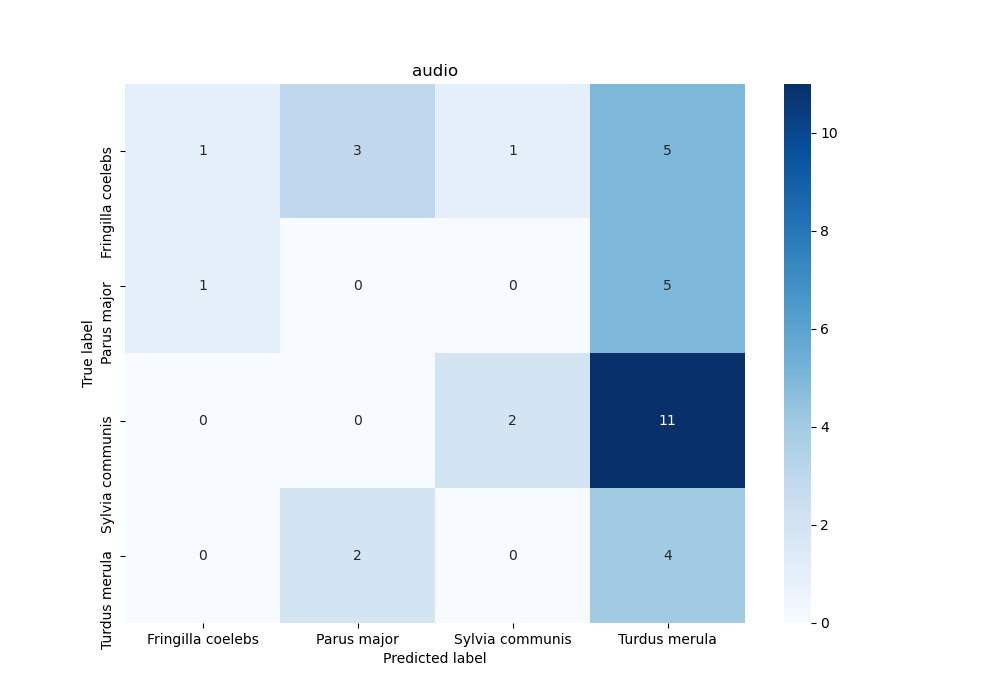 audio
Fringilla coelebs
Parus major
Sylvia communis
Turdus merula
True label
1 3 1 5
1 0 0 5
0 0 2 11
0 2 0 4
Fringilla coelebs Parus major Sylvia communis Turdus merula
Predicted label
10
8
6
4
2
0